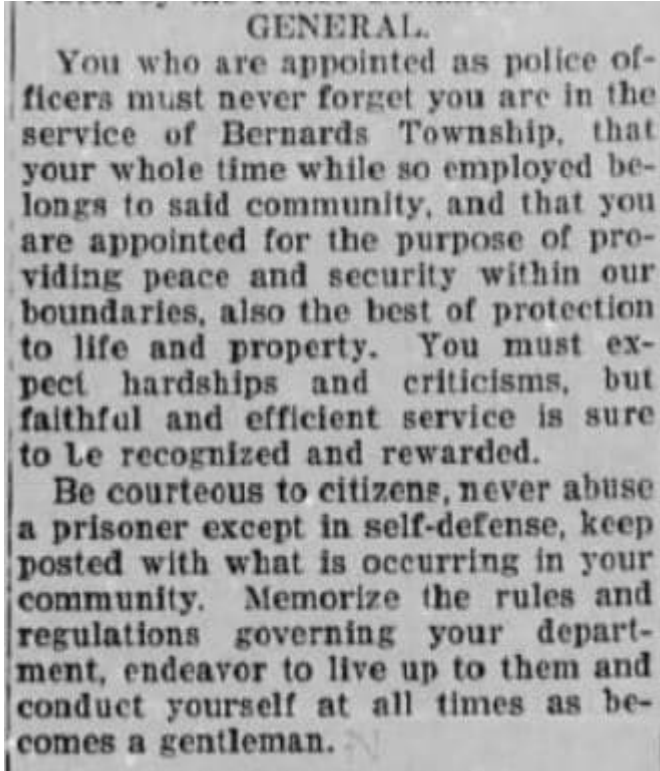 GENERAL.
You who are appointed as police of-
ficers must never forget you are in the
service of Bernards Township, that
your whole time while so employed be-
longs to said community, and that you
are appointed for the purpose of pro-
viding peace and security within our
boundaries, also the best of protection
to life and property. You must ex-
pect hardships and criticisms, but
faithful and efficient service is sure
to be recognized and rewarded.
Be courteous to citizens, never abuse
a prisoner except in self-defense, keep
posted with what is occurring in your
community. Memorize the rules and
regulations governing your depart-
ment, endeavor to live up to them and
conduct yourself at all times as be-
comes a gentleman.